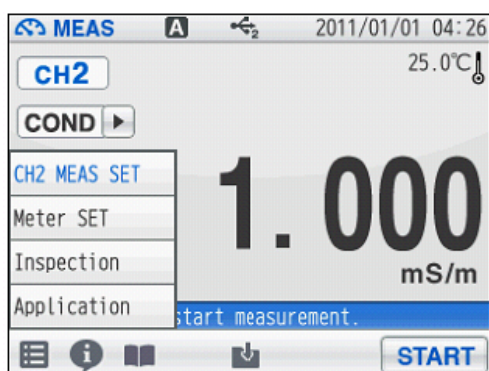 MEAS A 2 2011/01/01 04:26
CH2 25.0℃
COND
CH2 MEAS SET
Meter SET
Inspection
Application
1.000
mS/m
start measurement.
START